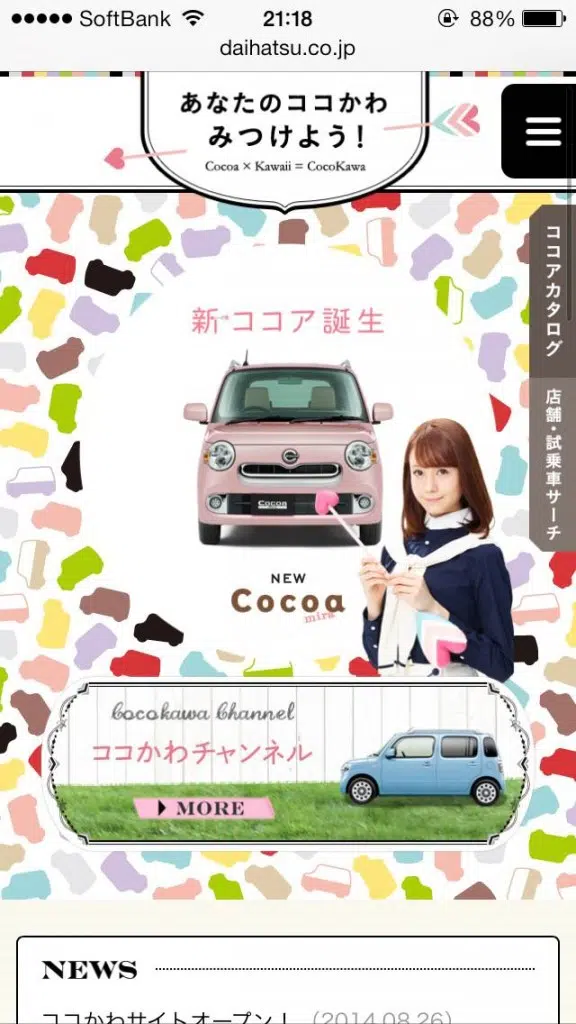 SoftBank 21:18 88%
daihatsu.co.jp
あなたのココかわ
みつけよう！
Cocoa × Kawaii = CocoKawa
ココアカタログ
店舗・試乗車サーチ
新ココア誕生
Cocoa
NEW
Cocoa
mira
Cocokawa Channel
ココかわチャンネル
MORE
NEWS
ココかわサイトオープン！（2014.08.26）